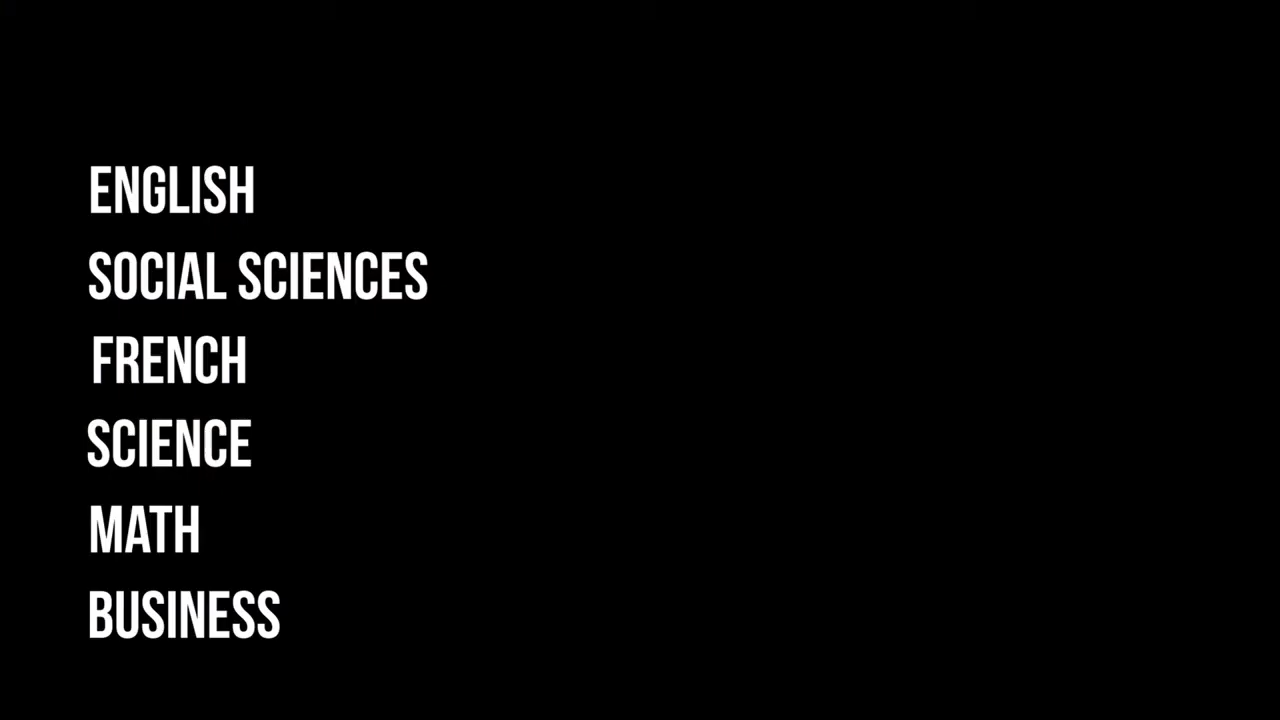 ENGLISH
SOCIAL SCIENCES
FRENCH
SCIENCE
MATH
BUSINESS